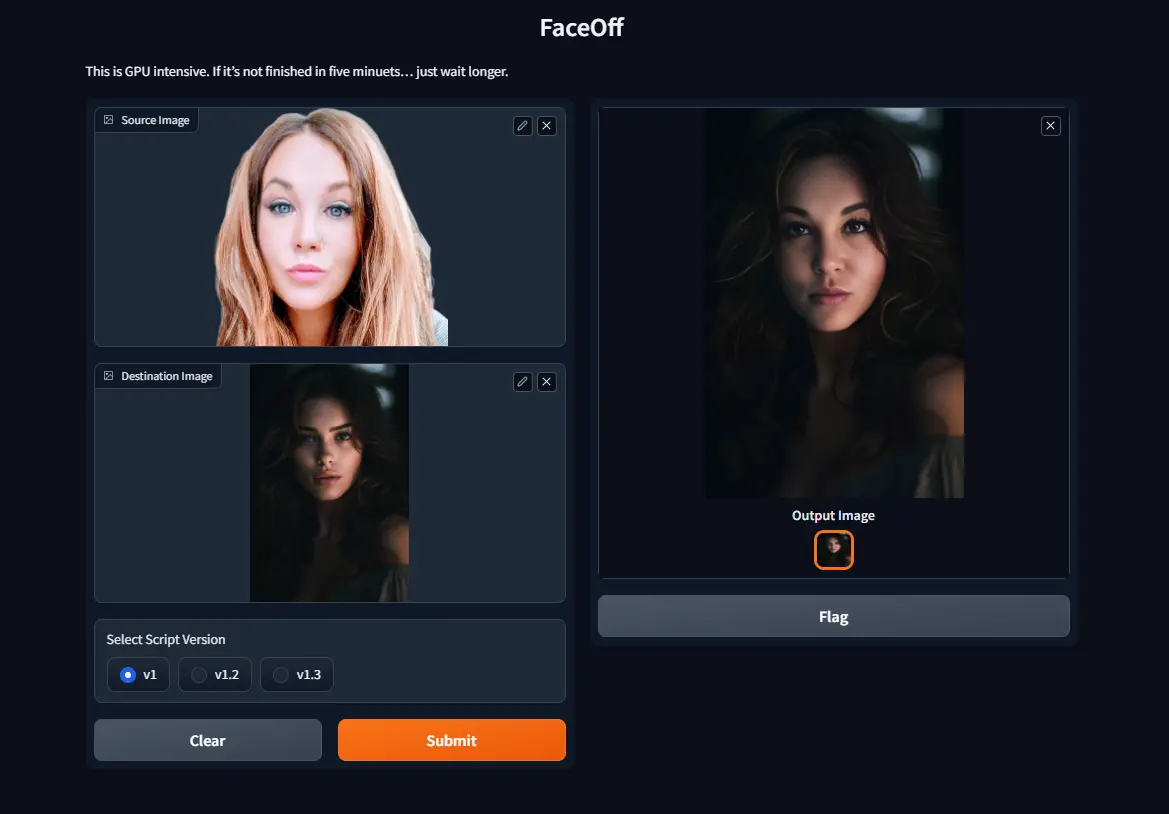 FaceOff
This is GPU intensive. If it's not finished in five minuets... just wait longer.
Source Image
Destination Image
Select Script Version
v1
v1.2
v1.3
Clear
Submit
Output Image
Flag